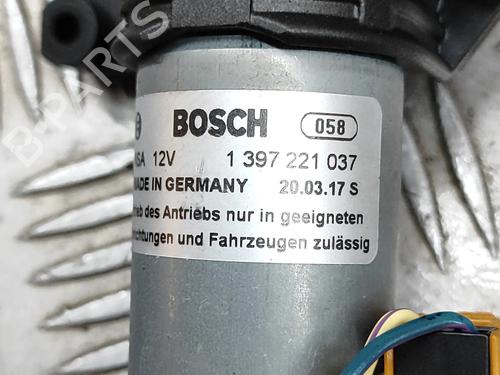 BOSCH 058
12V 1 397 221 037
MADE IN GERMANY 20.03.17 S
des Antriebs nur in geeigneten
und Fahrzeugen zulässig
B-PARTS